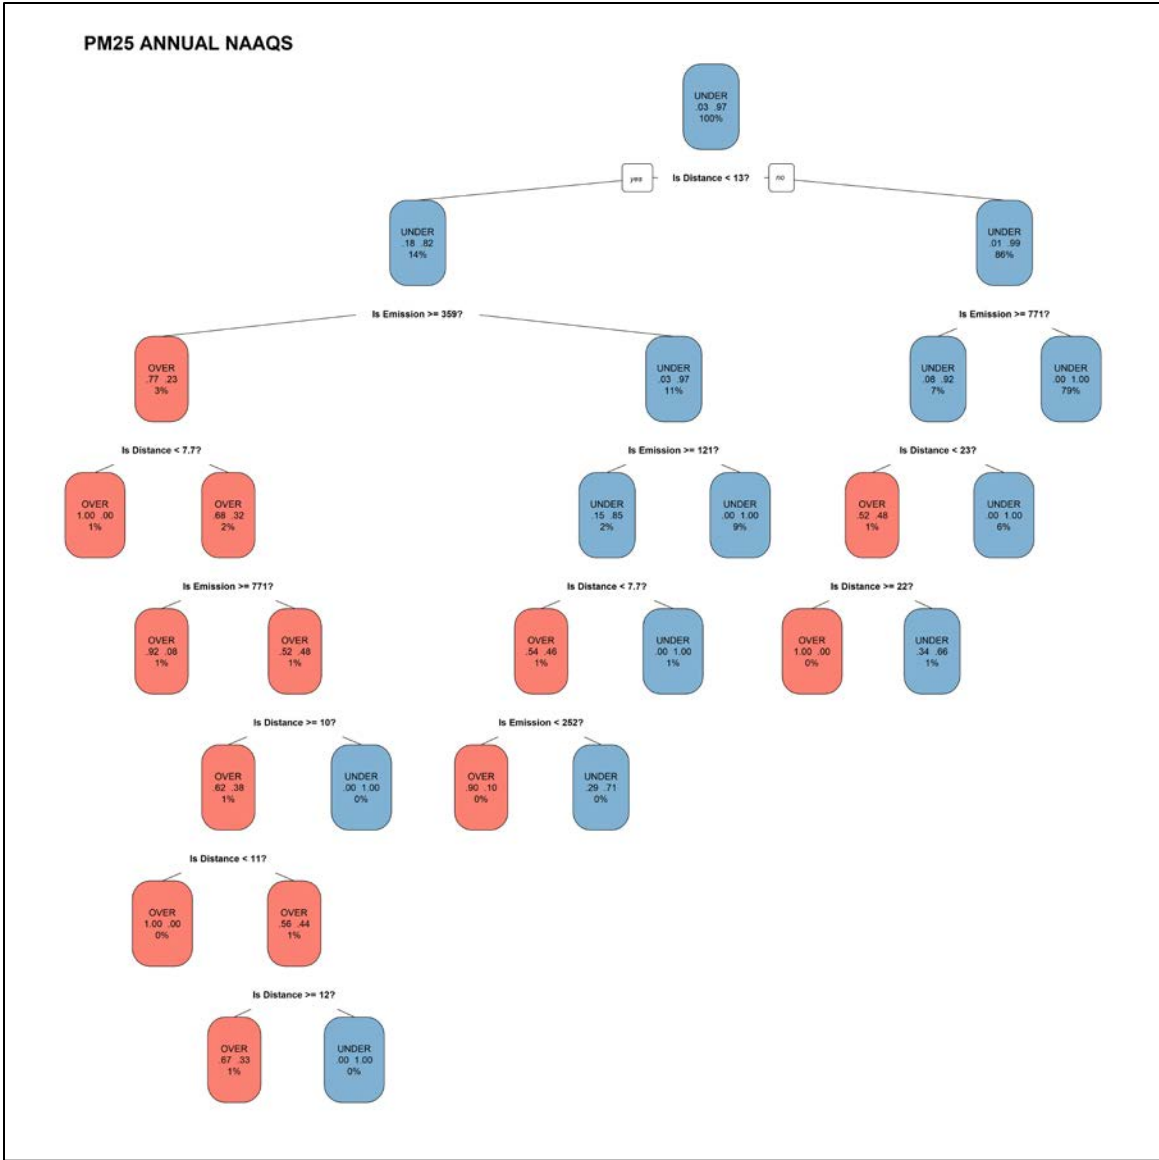 PM25 ANNUAL NAAQS
UNDER
.03 .97
100%
yes
Is Distance < 13?
no
UNDER
.18 .82
14%
UNDER
.01 .99
86%
Is Emission >= 359?
Is Emission >= 771?
OVER
.77 .23
3%
UNDER
.03 .97
11%
UNDER
.08 .92
7%
UNDER
.00 1.00
79%
Is Distance < 7.7?
Is Emission >= 121?
Is Distance < 23?
OVER
1.00 .00
1%
OVER
.68 .32
2%
UNDER
.15 .85
2%
UNDER
.00 1.00
9%
OVER
.52 .48
1%
UNDER
.00 1.00
6%
Is Emission >= 771?
Is Distance < 7.7?
Is Distance >= 22?
OVER
.92 .08
1%
OVER
.52 .48
1%
OVER
.54 .46
1%
UNDER
.00 1.00
1%
OVER
1.00 .00
0%
UNDER
.34 .66
1%
Is Distance >= 10?
Is Emission < 252?
OVER
.62 .38
1%
UNDER
.00 1.00
0%
OVER
.90 .10
0%
UNDER
.29 .71
0%
Is Distance < 11?
OVER
1.00 .00
0%
OVER
.56 .44
1%
Is Distance >= 12?
OVER
.67 .33
1%
UNDER
.00 1.00
0%